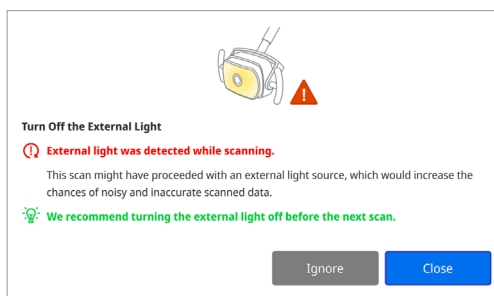 Turn Off the External Light
External light was detected while scanning.
This scan might have proceeded with an external light source, which would increase the
chances of noisy and inaccurate scanned data.
We recommend turning the external light off before the next scan.
Ignore
Close